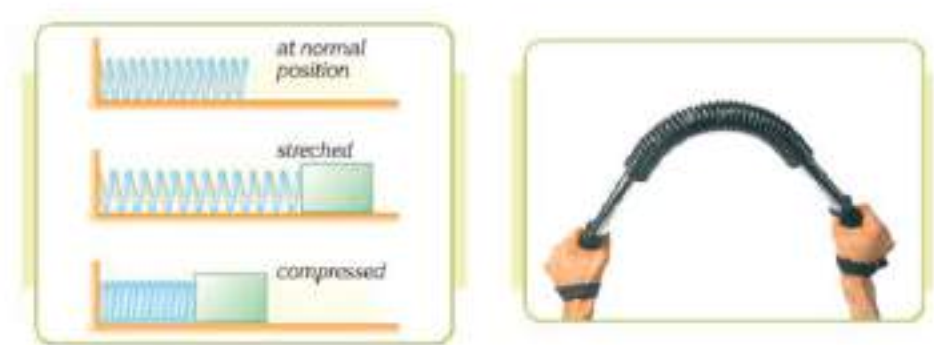 at normal
position
streched
compressed